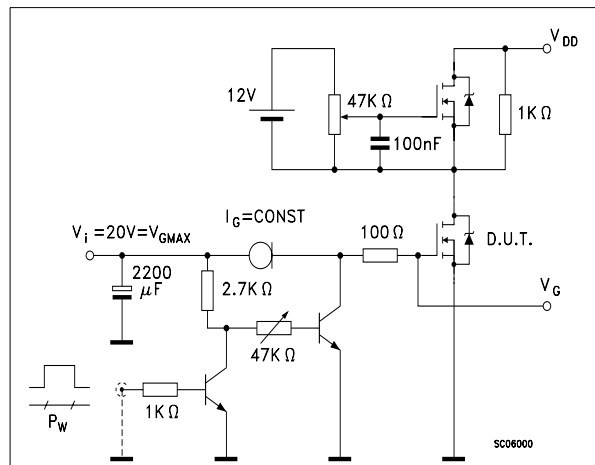 V_DD
12V
47K Ω
1K Ω
100nF
I_G=CONST
V_i =20V=V_GMAX
100 Ω
D.U.T.
2200
μF
2.7K Ω
V_G
47K Ω
1K Ω
P_W
SC06000